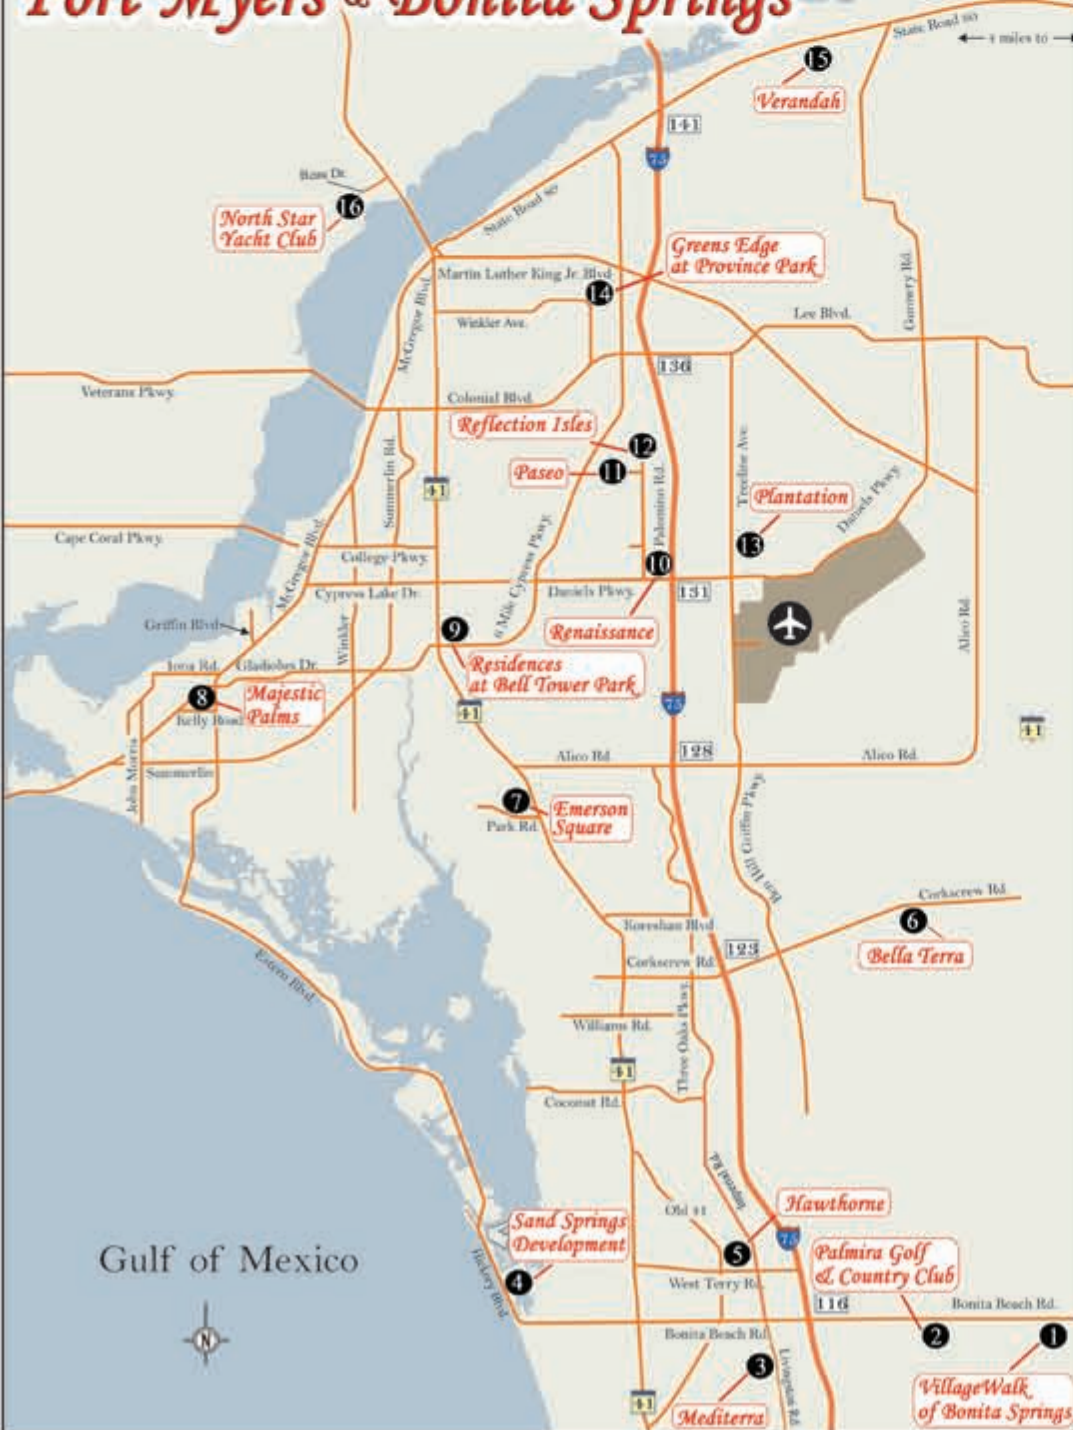 Fort Myers & Bonita Springs
State Road 80
4 miles to
15
Verandah
141
75
16
North Star
Yacht Club
State Road 80
Greens Edge
at Province Park
Martin Luther King Jr. Blvd
14
McGregor Blvd.
Winkler Ave.
Lee Blvd.
Gunnery Rd.
136
Veterans Pkwy.
Colonial Blvd.
Reflection Isles
12
Paseo
11
Summerlin Rd.
41
Palomino Rd.
Treeline Ave.
Plantation
13
Daniels Pkwy.
Cape Coral Pkwy.
McGregor Blvd.
College Pkwy.
6 Mile Cypress Pkwy.
10
Cypress Lake Dr.
Daniels Pkwy.
131
Griffin Blvd
Winkler
9
Renaissance
Alico Rd.
Iona Rd.
Gladiolus Dr.
Residences
at Bell Tower Park
8
Majestic
Palms
Kelly Road
41
75
41
John Morris
Summerlin
Alico Rd.
128
Alico Rd.
7
Emerson
Square
Park Rd.
Ben Hill Griffin Pkwy.
Corkscrew Rd.
6
Bella Terra
Koreshan Blvd
123
Corkscrew Rd.
Estero Blvd.
Williams Rd.
Three Oaks Pkwy.
41
Coconut Rd.
Imperial Rd.
Hawthorne
Old 41
Sand Springs
Development
5
75
Palmira Golf
& Country Club
Gulf of Mexico
Hickory Blvd.
4
West Terry Rd.
116
Bonita Beach Rd.
N
Bonita Beach Rd.
2
1
3
Livingston Rd.
VillageWalk
of Bonita Springs
41
Mediterra